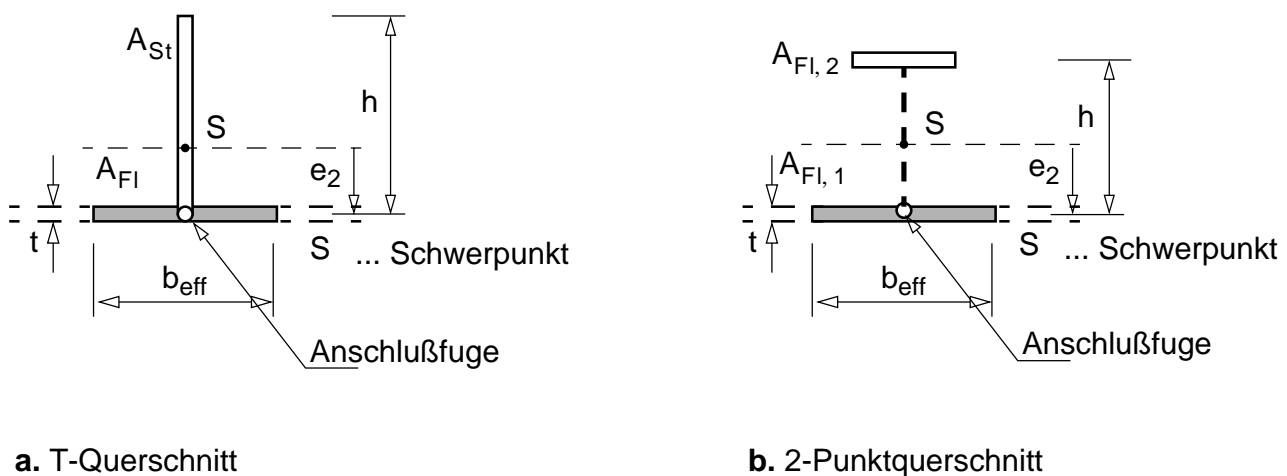 A_St
S
h
A_Fl
e_2
t
S ... Schwerpunkt
b_eff
Anschlußfuge
a. T-Querschnitt
A_Fl, 2
S
h
A_Fl, 1
e_2
t
S ... Schwerpunkt
b_eff
Anschlußfuge
b. 2-Punktquerschnitt